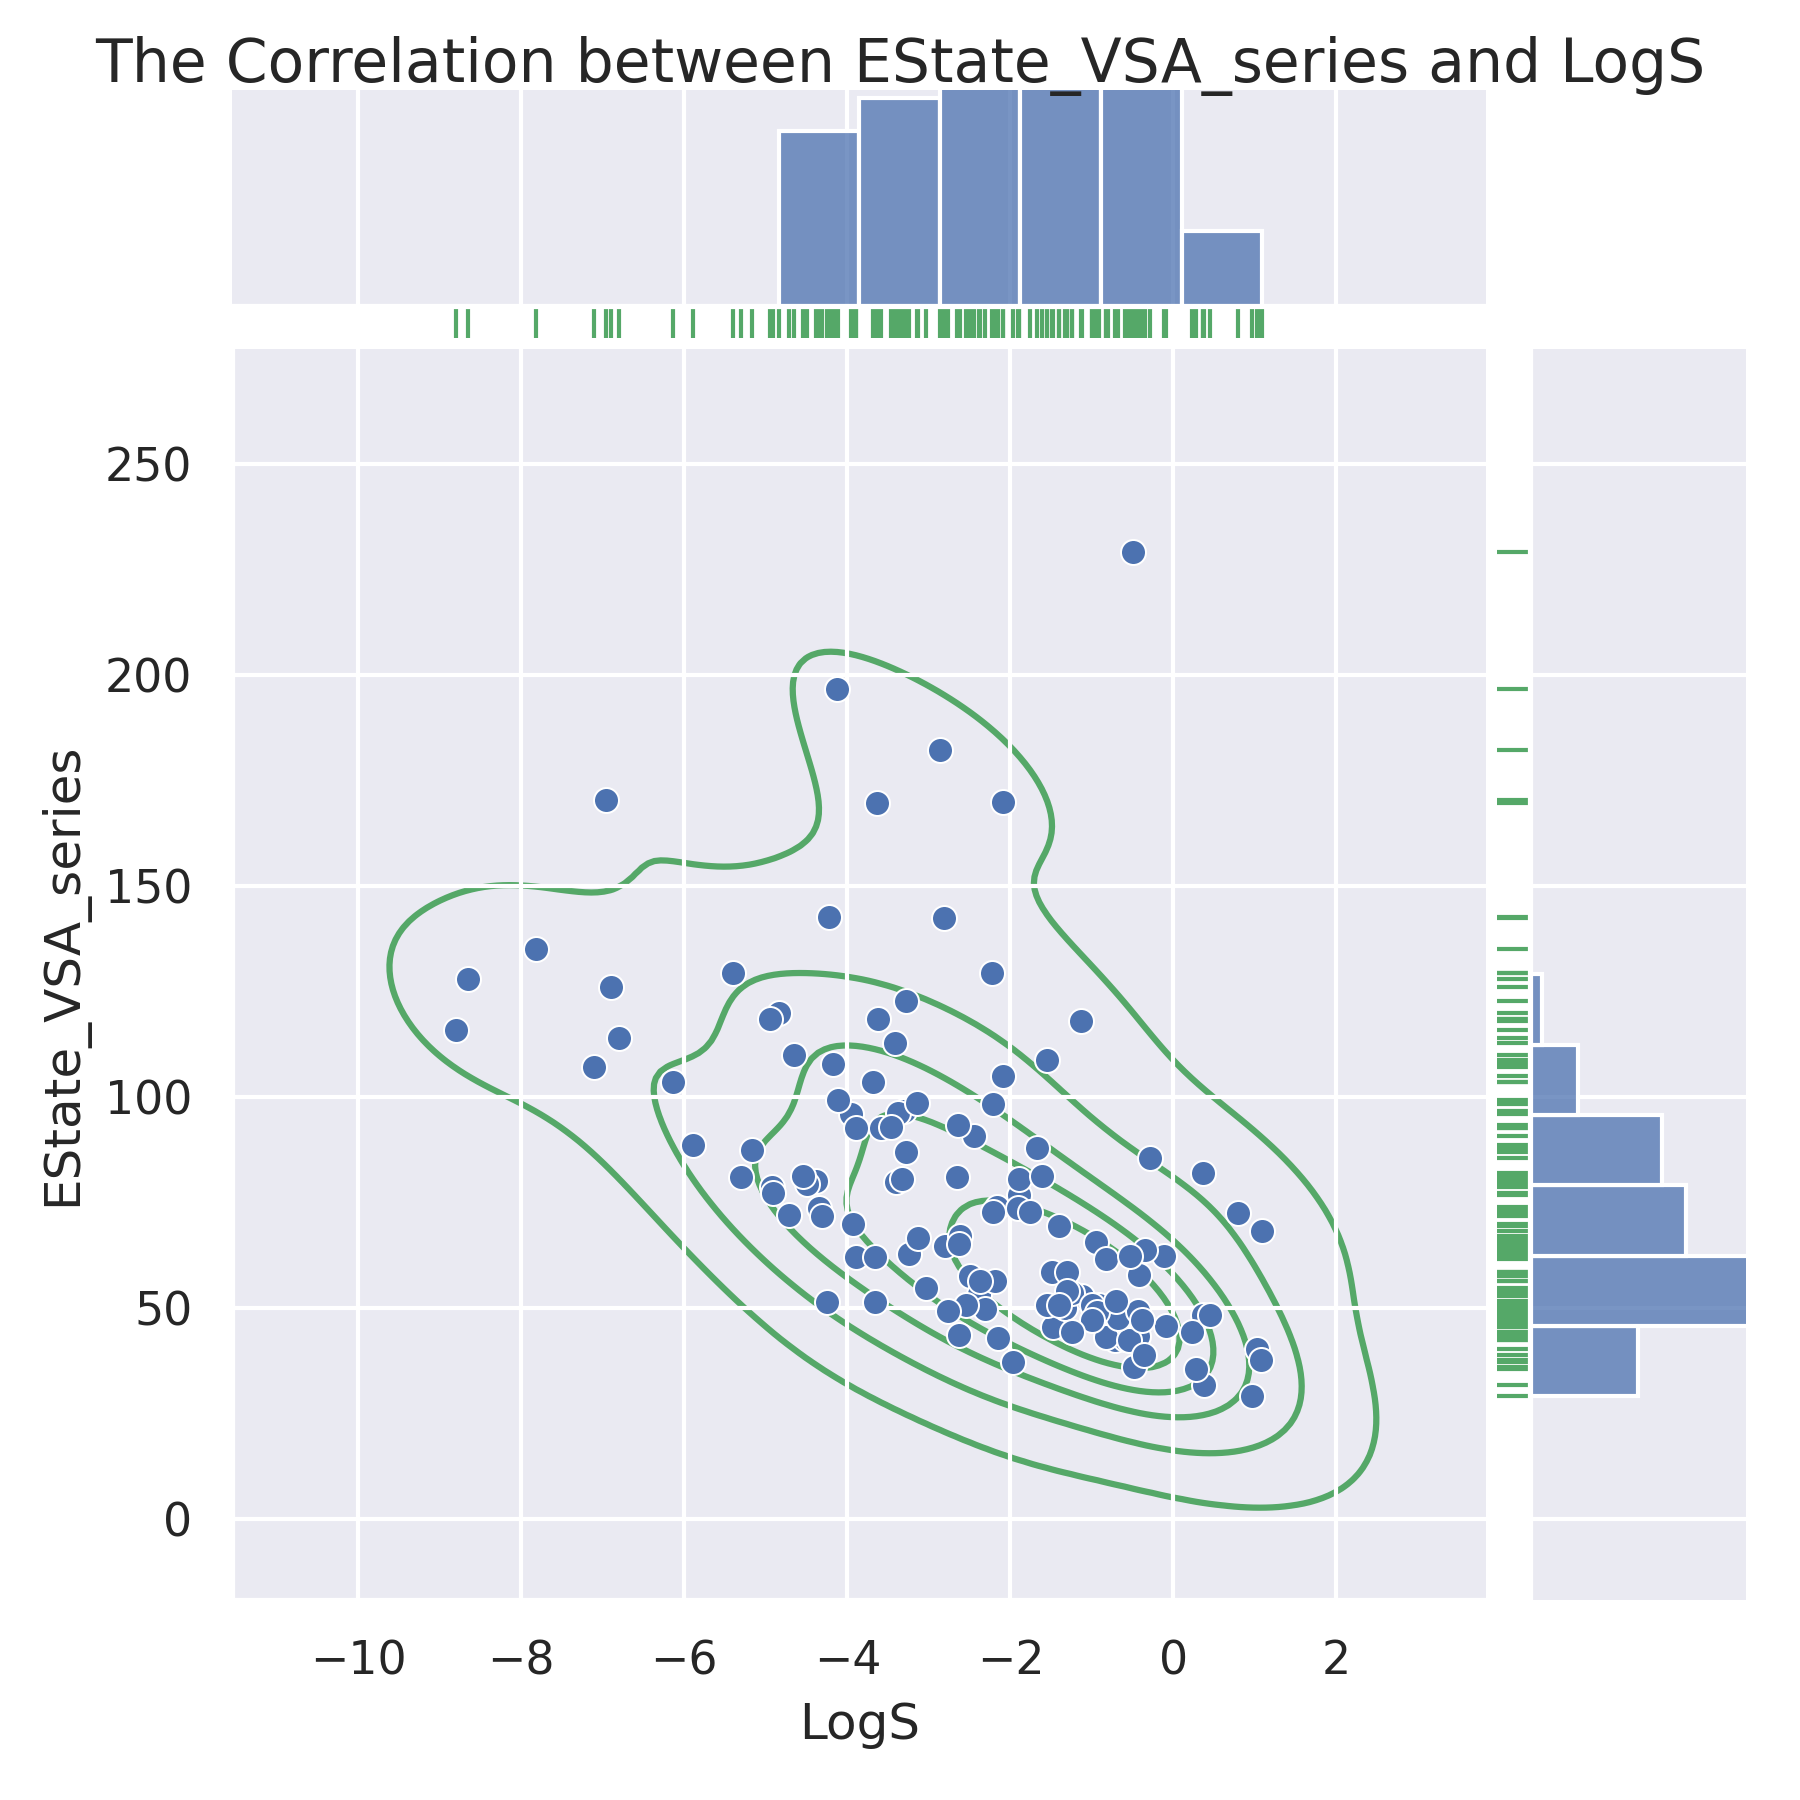 The Correlation between EState_VSA_series and LogS
250
200
150
100
50
0
EState_VSA_series
−10 −8 −6 −4 −2 0 2
LogS